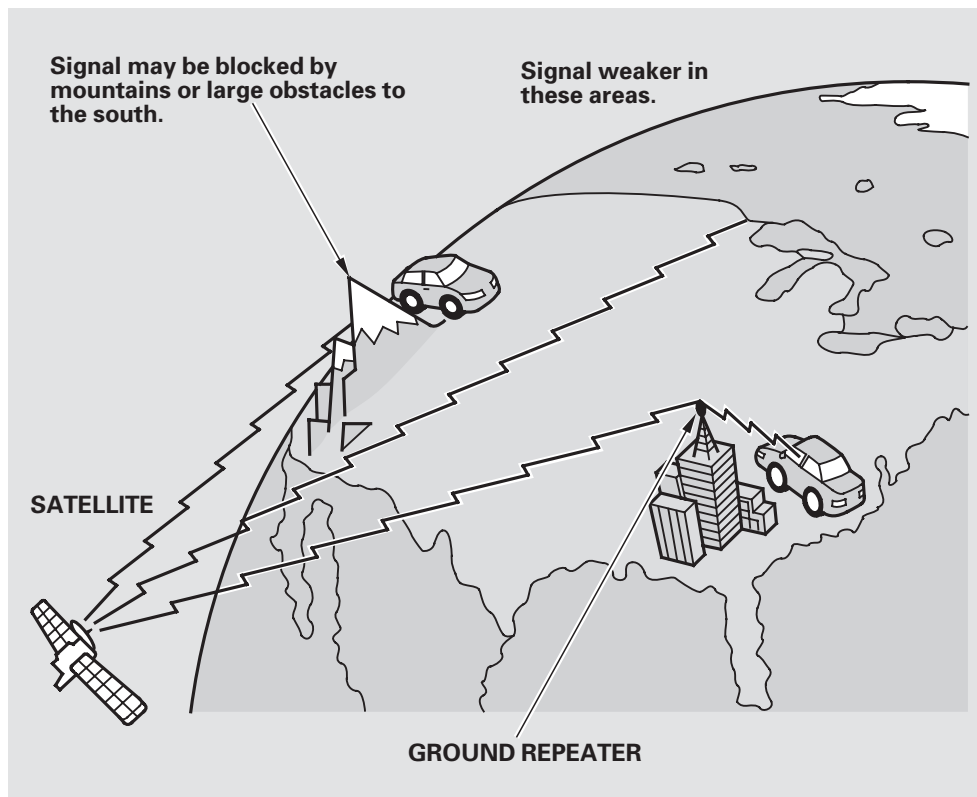 Signal may be blocked by
mountains or large obstacles to
the south.
Signal weaker in
these areas.
SATELLITE
GROUND REPEATER